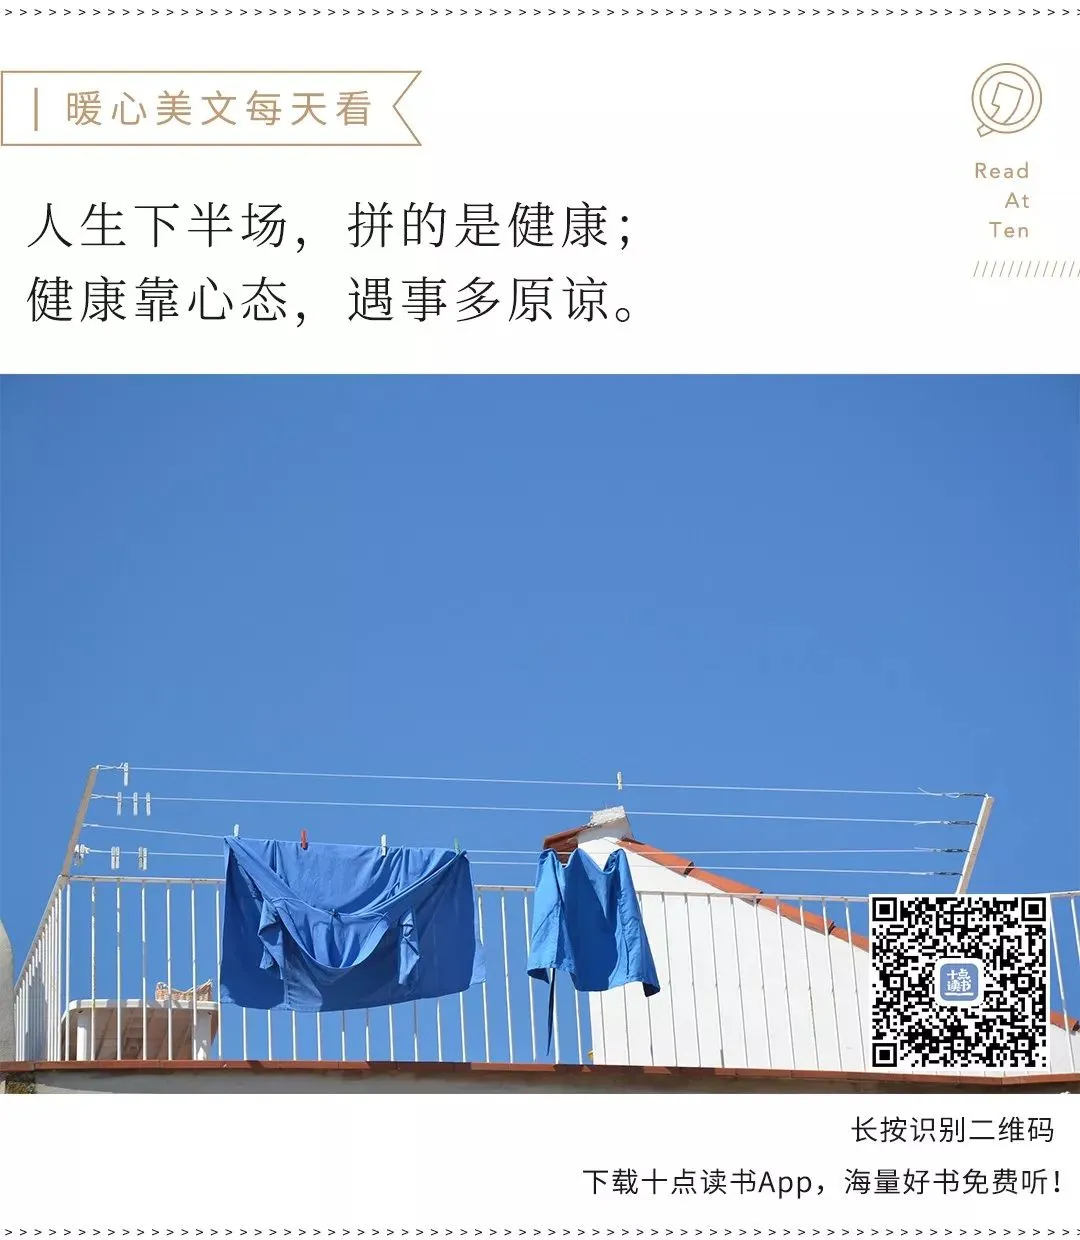 暖心美文每天看
Read
At
Ten
人生下半场，拼的是健康；
健康靠心态，遇事多原谅。
十点
读书
长按识别二维码
下载十点读书App，海量好书免费听！